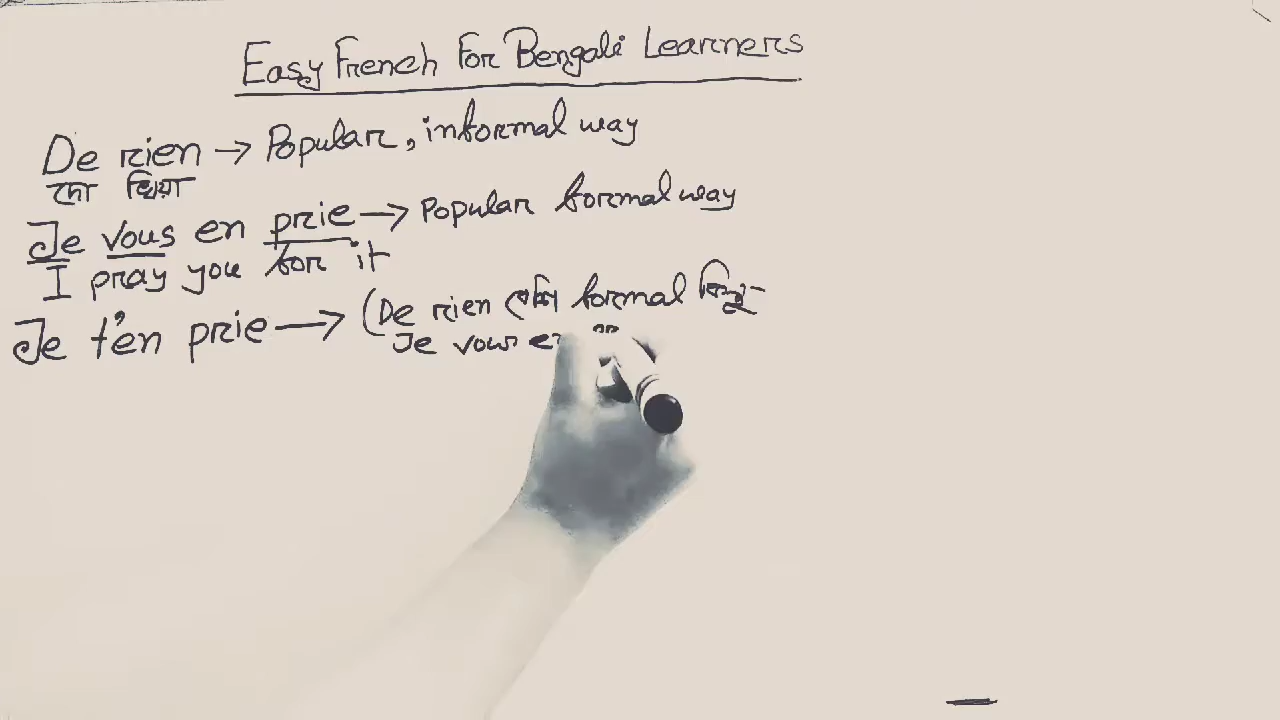 Easy French For Bengali Learners
De rien → Popular, informal way
দো খিয়া
Je vous en prie → Popular formal way
I pray you for it
Je t'en prie → (De rien থেকে formal কিন্তু
Je vous en